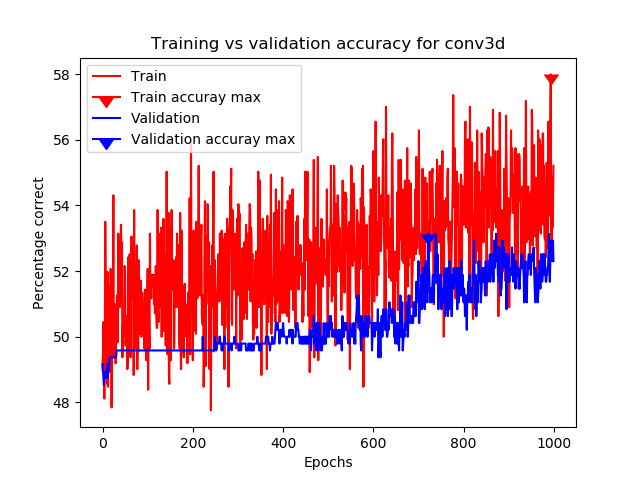 Training vs validation accuracy for conv3d
Train
Train accuray max
Validation
Validation accuray max
58
56
54
52
50
48
Percentage correct
0 200 400 600 800 1000
Epochs